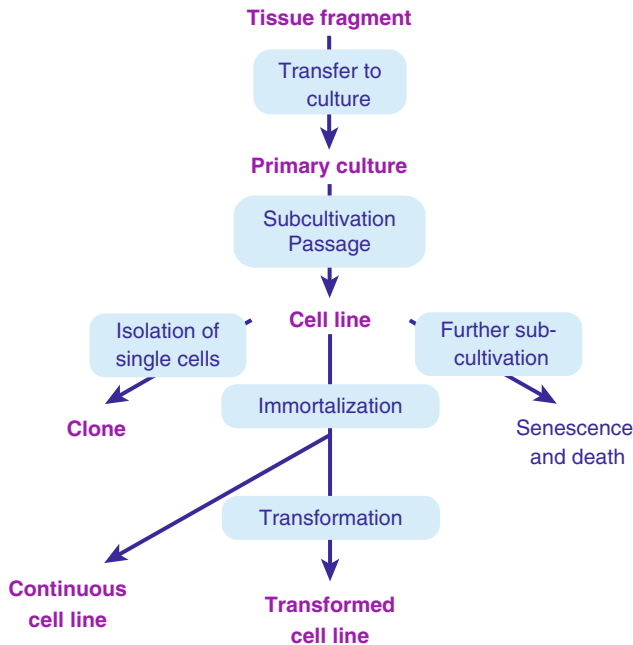 Tissue fragment
Transfer to
culture
Primary culture
Subcultivation
Passage
Cell line
Isolation of
single cells
Further sub-
cultivation
Immortalization
Clone
Senescence
and death
Transformation
Continuous
cell line
Transformed
cell line